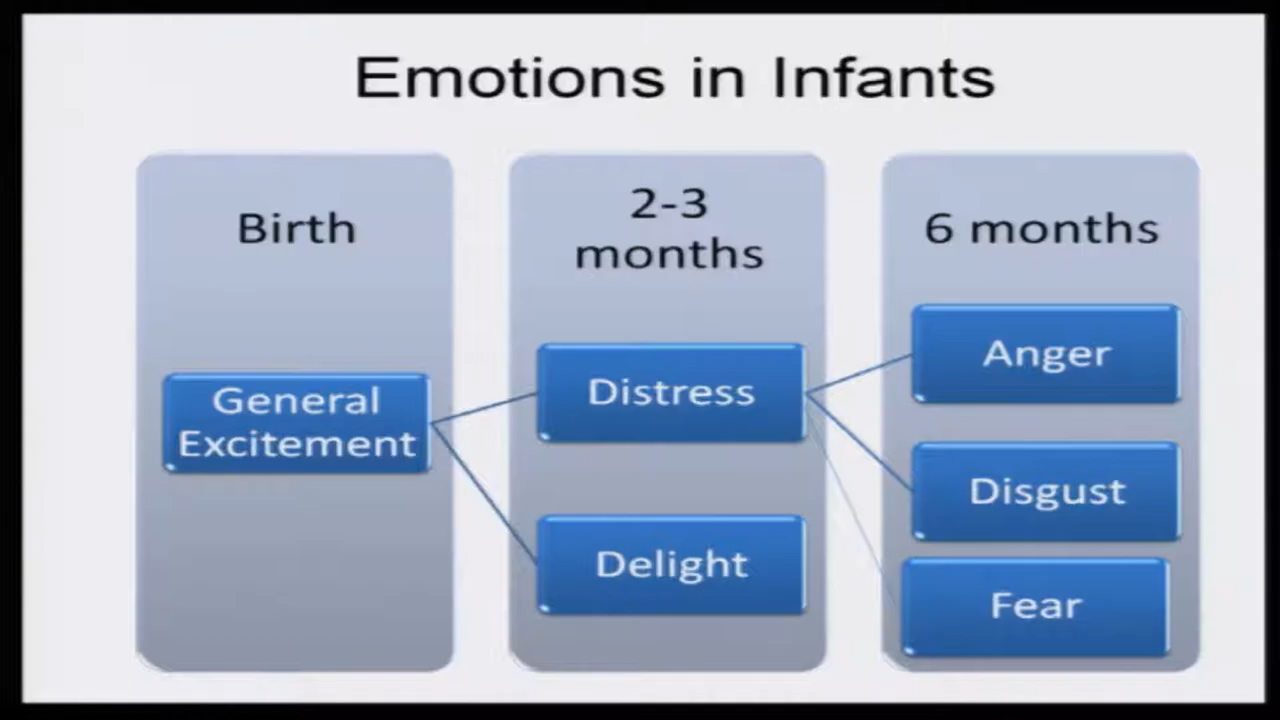 Emotions in Infants
Birth
General
Excitement
2-3
months
Distress
Delight
6 months
Anger
Disgust
Fear